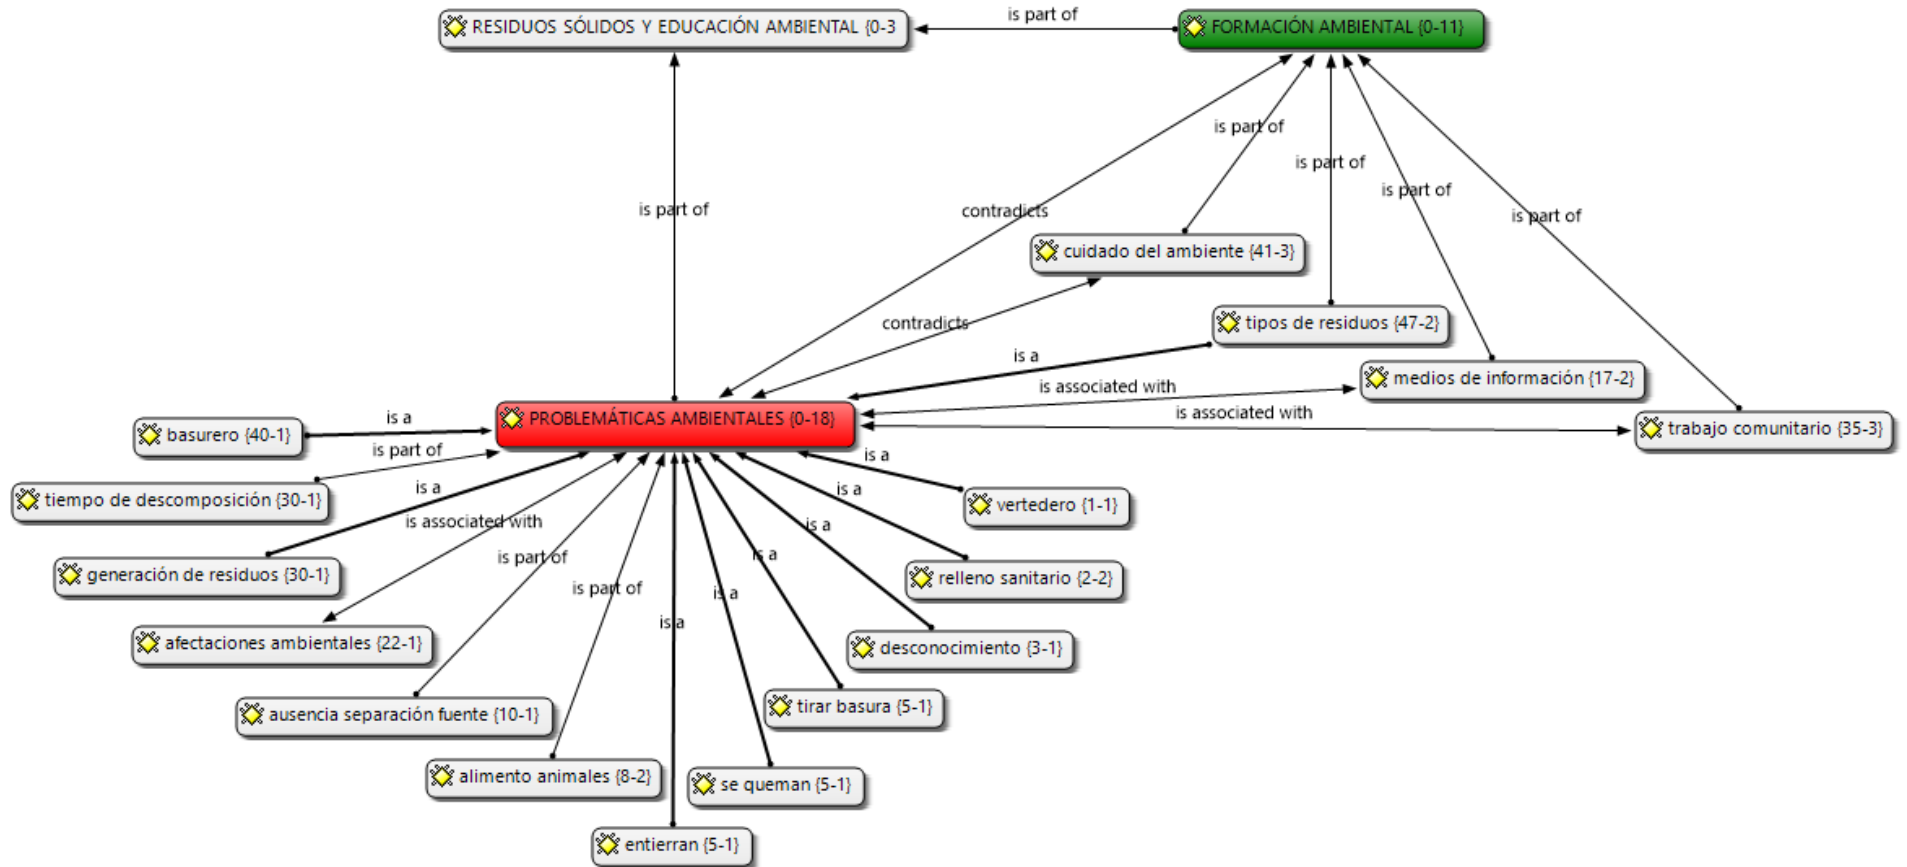 RESIDUOS SÓLIDOS Y EDUCACIÓN AMBIENTAL {0-3
is part of
FORMACIÓN AMBIENTAL {0-11}
is part of
is part of
is part of
is part of
contradicts
is part of
cuidado del ambiente {41-3}
contradicts
tipos de residuos {47-2}
is a
medios de información {17-2}
is associated with
is associated with
PROBLEMÁTICAS AMBIENTALES {0-18}
trabajo comunitario {35-3}
is a
basurero {40-1}
is part of
tiempo de descomposición {30-1}
is a
is a
is a
vertedero {1-1}
is associated with
is a
is part of
is a
generación de residuos {30-1}
relleno sanitario {2-2}
is part of
is a
is a
afectaciones ambientales {22-1}
desconocimiento {3-1}
ausencia separación fuente {10-1}
tirar basura {5-1}
alimento animales {8-2}
se queman {5-1}
entierran {5-1}